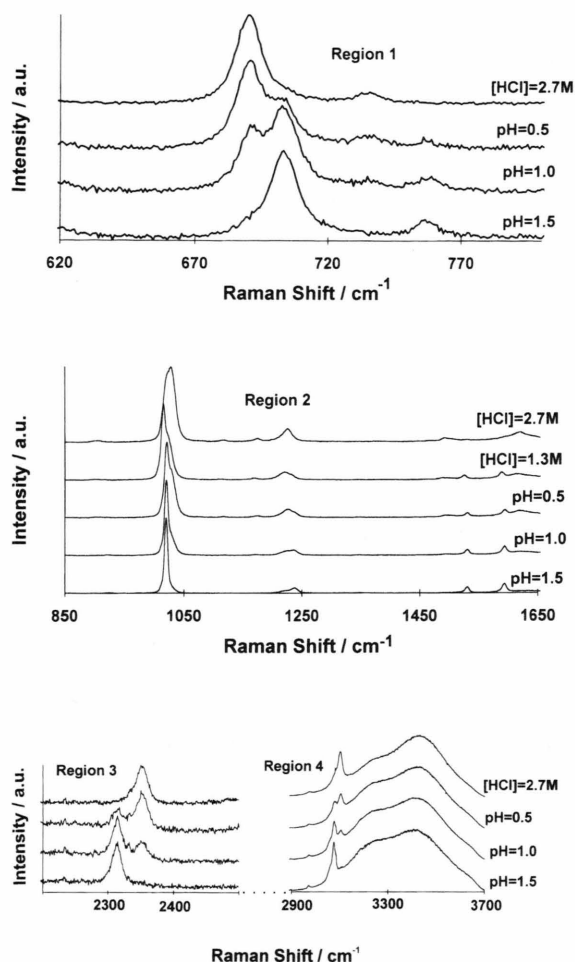 Intensity / a.u.
Region 1
[HCl]=2.7M
pH=0.5
pH=1.0
pH=1.5
620 670 720 770
Raman Shift / cm-1
Intensity / a.u.
Region 2
[HCl]=2.7M
[HCl]=1.3M
pH=0.5
pH=1.0
pH=1.5
850 1050 1250 1450 1650
Raman Shift / cm-1
Intensity / a.u.
Region 3
Region 4
[HCl]=2.7M
pH=0.5
pH=1.0
pH=1.5
2300 2400 2900 3300 3700
Raman Shift / cm-1